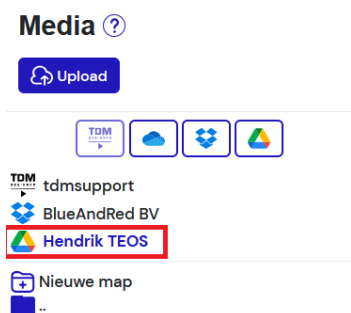 Media ?
Upload
TDM
tdmsupport
BlueAndRed BV
Hendrik TEOS
Nieuwe map
..